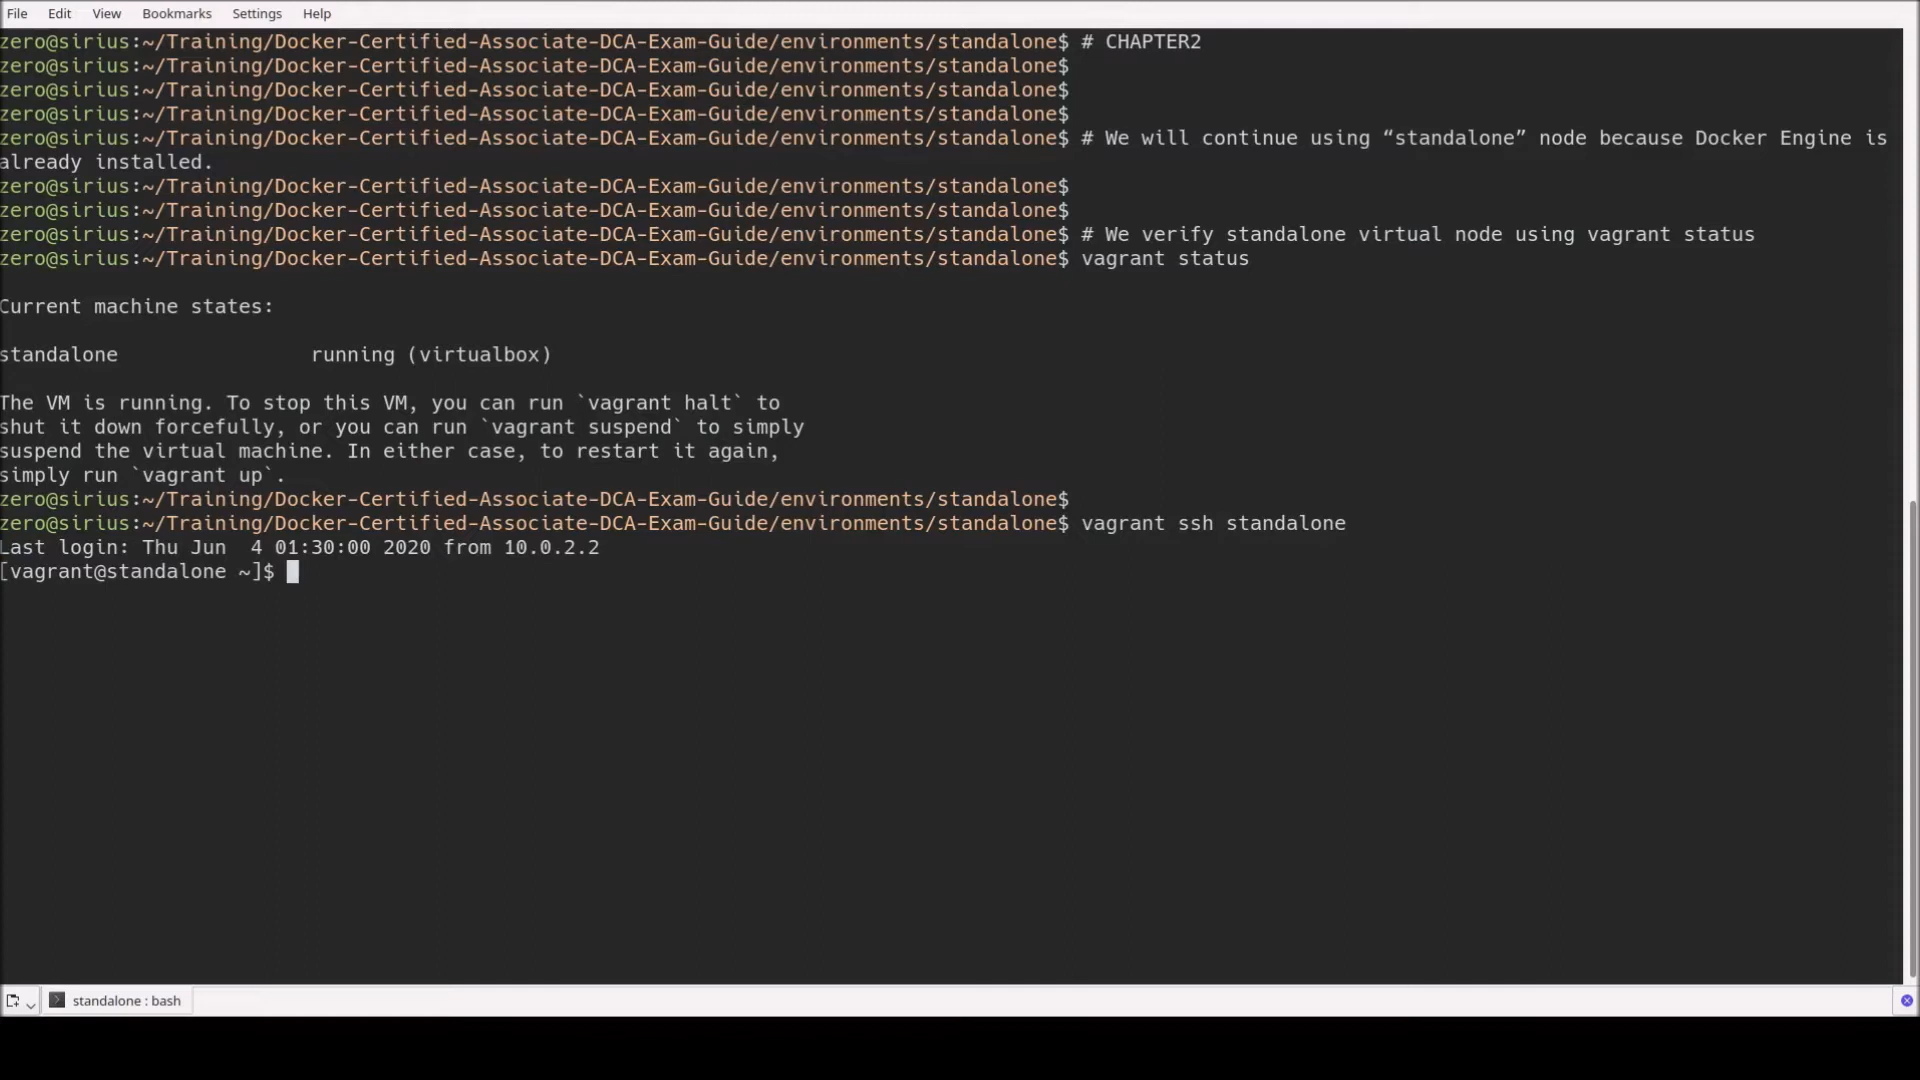 File Edit View Bookmarks Settings Help
zero@sirius:~/Training/Docker-Certified-Associate-DCA-Exam-Guide/environments/standalone$ # CHAPTER2
zero@sirius:~/Training/Docker-Certified-Associate-DCA-Exam-Guide/environments/standalone$
zero@sirius:~/Training/Docker-Certified-Associate-DCA-Exam-Guide/environments/standalone$
zero@sirius:~/Training/Docker-Certified-Associate-DCA-Exam-Guide/environments/standalone$
zero@sirius:~/Training/Docker-Certified-Associate-DCA-Exam-Guide/environments/standalone$ # We will continue using “standalone” node because Docker Engine is
already installed.
zero@sirius:~/Training/Docker-Certified-Associate-DCA-Exam-Guide/environments/standalone$
zero@sirius:~/Training/Docker-Certified-Associate-DCA-Exam-Guide/environments/standalone$
zero@sirius:~/Training/Docker-Certified-Associate-DCA-Exam-Guide/environments/standalone$ # We verify standalone virtual node using vagrant status
zero@sirius:~/Training/Docker-Certified-Associate-DCA-Exam-Guide/environments/standalone$ vagrant status
Current machine states:
standalone                running (virtualbox)
The VM is running. To stop this VM, you can run `vagrant halt` to
shut it down forcefully, or you can run `vagrant suspend` to simply
suspend the virtual machine. In either case, to restart it again,
simply run `vagrant up`.
zero@sirius:~/Training/Docker-Certified-Associate-DCA-Exam-Guide/environments/standalone$
zero@sirius:~/Training/Docker-Certified-Associate-DCA-Exam-Guide/environments/standalone$ vagrant ssh standalone
Last login: Thu Jun  4 01:30:00 2020 from 10.0.2.2
[vagrant@standalone ~]$
standalone : bash